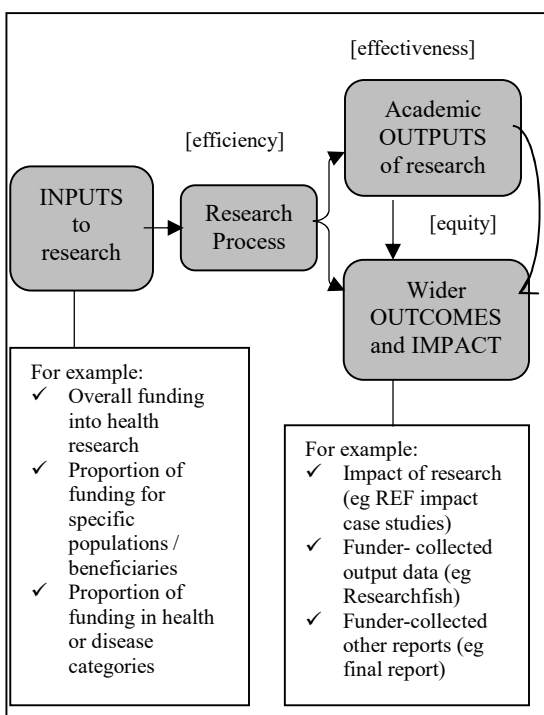 [effectiveness]
Academic
OUTPUTS
of research
[efficiency]
INPUTS
to
research
Research
Process
[equity]
Wider
OUTCOMES
and IMPACT
For example:
✓ Overall funding
into health
research
✓ Proportion of
funding for
specific
populations /
beneficiaries
✓ Proportion of
funding in health
or disease
categories
For example:
✓ Impact of research
(eg REF impact
case studies)
✓ Funder- collected
output data (eg
Researchfish)
✓ Funder-collected
other reports (eg
final report)